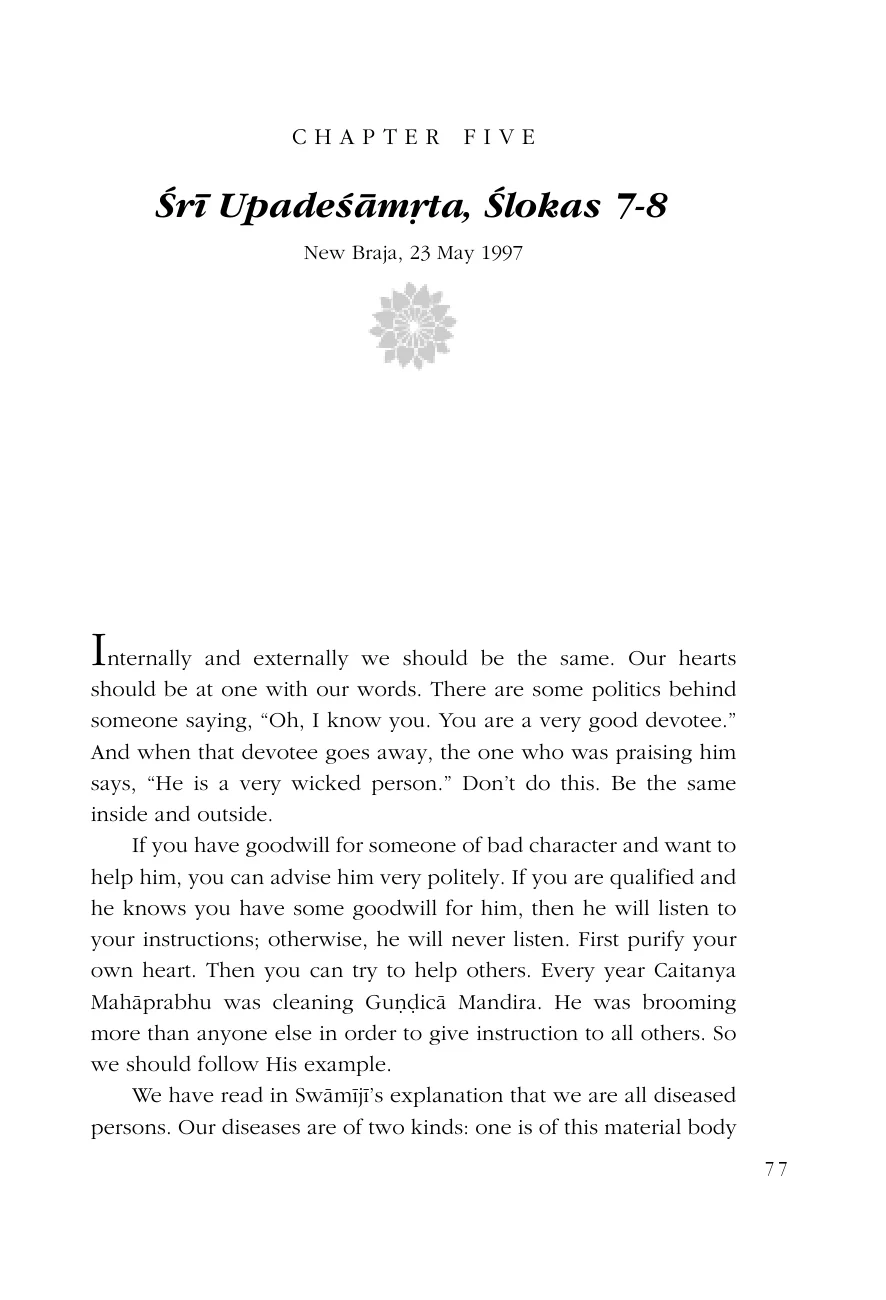 CHAPTER FIVE
Śrī Upadeśāmṛta, Ślokas 7-8
New Braja, 23 May 1997
Internally and externally we should be the same. Our hearts
should be at one with our words. There are some politics behind
someone saying, “Oh, I know you. You are a very good devotee.”
And when that devotee goes away, the one who was praising him
says, “He is a very wicked person.” Don’t do this. Be the same
inside and outside.
If you have goodwill for someone of bad character and want to
help him, you can advise him very politely. If you are qualified and
he knows you have some goodwill for him, then he will listen to
your instructions; otherwise, he will never listen. First purify your
own heart. Then you can try to help others. Every year Caitanya
Mahāprabhu was cleaning Guṇḍicā Mandira. He was brooming
more than anyone else in order to give instruction to all others. So
we should follow His example.
We have read in Swāmījī’s explanation that we are all diseased
persons. Our diseases are of two kinds: one is of this material body
77